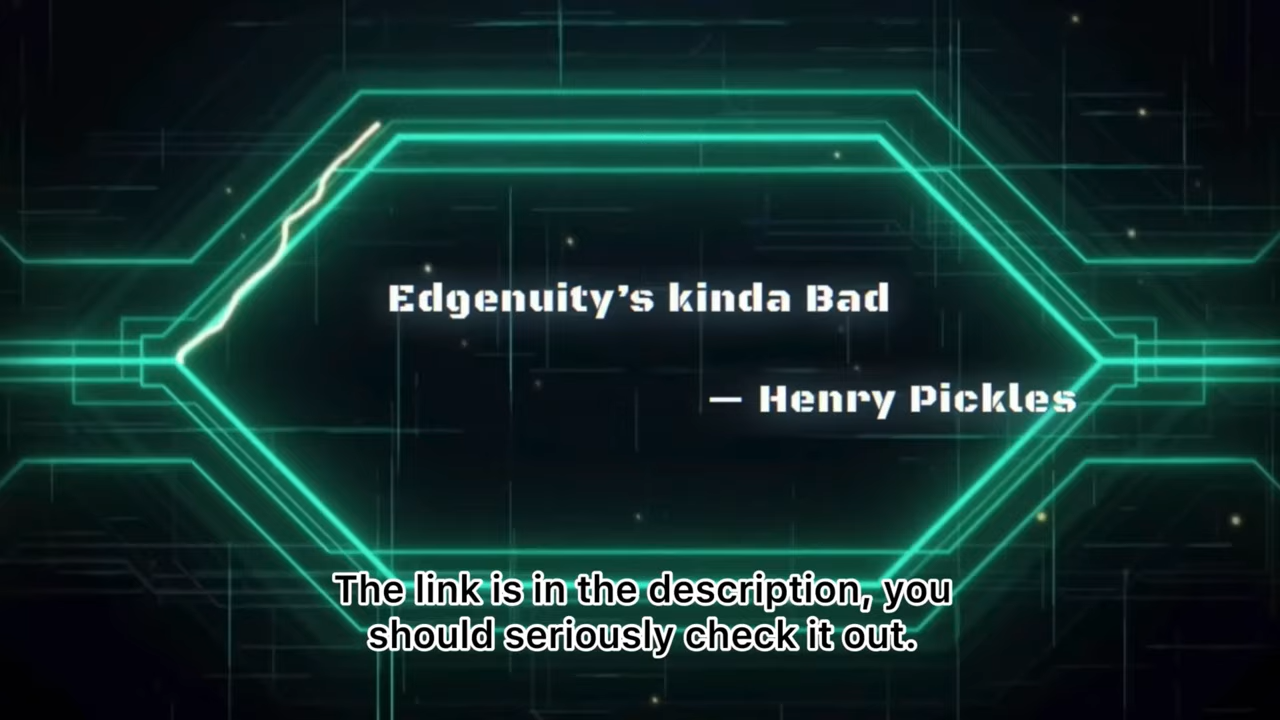 Edgenuity’s kinda Bad
— Henry Pickles
The link is in the description, you
should seriously check it out.